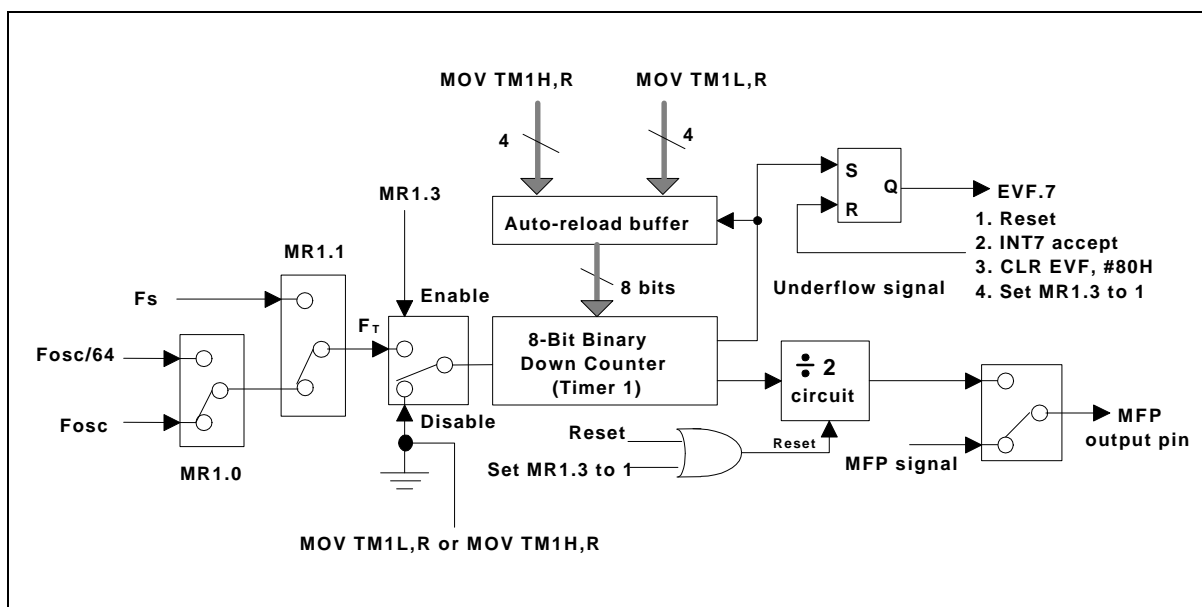 MOV TM1H,R
MOV TM1L,R
4
4
MR1.3
S
Q
R
EVF.7
1. Reset
2. INT7 accept
3. CLR EVF, #80H
4. Set MR1.3 to 1
Auto-reload buffer
MR1.1
8 bits
Underflow signal
Fs
Enable
FT
8-Bit Binary
Down Counter
(Timer 1)
Fosc/64
÷ 2
circuit
Fosc
Disable
MFP
output pin
Reset
Reset
MFP signal
MR1.0
Set MR1.3 to 1
MOV TM1L,R or MOV TM1H,R